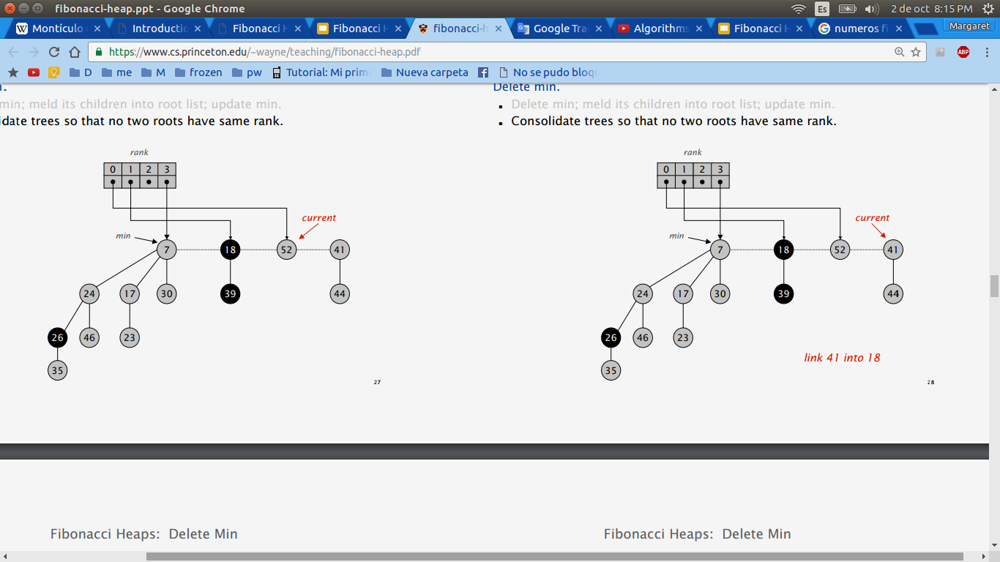 fibonacci-heap.ppt - Google Chrome
Es
2 de oct 8:15 PM
Montículo
Introductio
Fibonacci H
Fibonacci H
fibonacci-h
Google Tra
Algorithms
Fibonacci H
numeros fi
Margaret
https://www.cs.princeton.edu/~wayne/teaching/fibonacci-heap.pdf
ABP
D
me
M
frozen
pw
Tutorial: Mi prim
Nueva carpeta
No se pudo bloq
n.
min; meld its children into root list; update min.
idate trees so that no two roots have same rank.
rank
0 1 2 3
current
min
7 18 52 41
24 17 30 39 44
26 46 23
35
27
Delete min.
Delete min; meld its children into root list; update min.
Consolidate trees so that no two roots have same rank.
rank
0 1 2 3
current
min
7 18 52 41
24 17 30 39 44
26 46 23
link 41 into 18
35
28
Fibonacci Heaps: Delete Min
Fibonacci Heaps: Delete Min